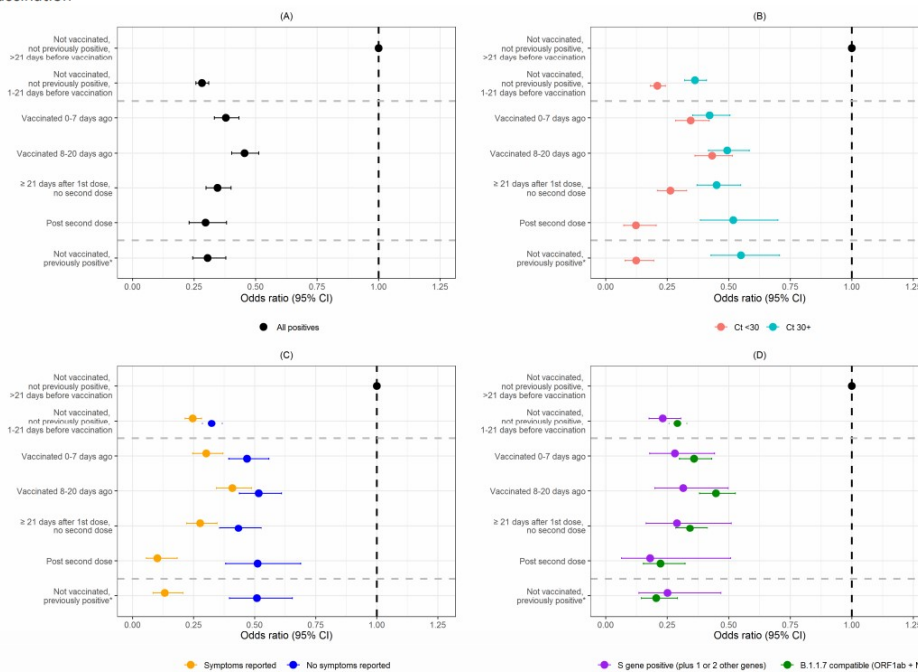 (A)
Not vaccinated,
not previously positive,
>21 days before vaccination
Not vaccinated,
not previously positive,
1-21 days before vaccination
Vaccinated 0-7 days ago
Vaccinated 8-20 days ago
≥ 21 days after 1st dose,
no second dose
Post second dose
Not vaccinated,
previously positive*
0.00 0.25 0.50 0.75 1.00 1.25
Odds ratio (95% CI)
All positives
(B)
Not vaccinated,
not previously positive,
>21 days before vaccination
Not vaccinated,
not previously positive,
1-21 days before vaccination
Vaccinated 0-7 days ago
Vaccinated 8-20 days ago
≥ 21 days after 1st dose,
no second dose
Post second dose
Not vaccinated,
previously positive*
0.00 0.25 0.50 0.75 1.00 1.25
Odds ratio (95% CI)
Ct <30 Ct 30+
(C)
Not vaccinated,
not previously positive,
>21 days before vaccination
Not vaccinated,
not previously positive,
1-21 days before vaccination
Vaccinated 0-7 days ago
Vaccinated 8-20 days ago
≥ 21 days after 1st dose,
no second dose
Post second dose
Not vaccinated,
previously positive*
0.00 0.25 0.50 0.75 1.00 1.25
Odds ratio (95% CI)
Symptoms reported No symptoms reported
(D)
Not vaccinated,
not previously positive,
>21 days before vaccination
Not vaccinated,
not previously positive,
1-21 days before vaccination
Vaccinated 0-7 days ago
Vaccinated 8-20 days ago
≥ 21 days after 1st dose,
no second dose
Post second dose
Not vaccinated,
previously positive*
0.00 0.25 0.50 0.75 1.00 1.25
Odds ratio (95% CI)
S gene positive (plus 1 or 2 other genes) B.1.1.7 compatible (ORF1ab +